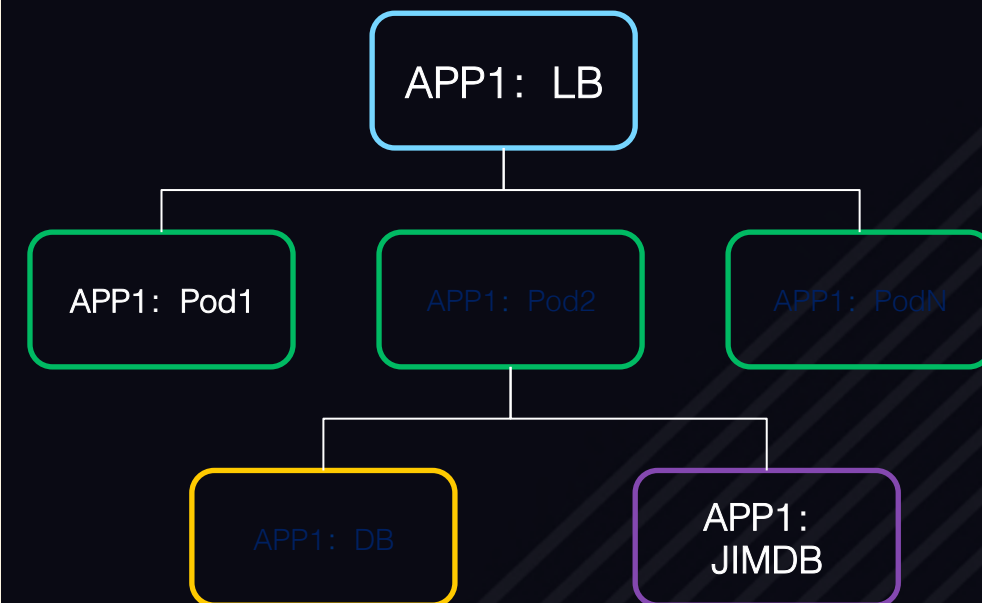 APP1： LB
APP1： Pod1
APP1： Pod2
APP1： PodN
APP1： DB
APP1：
JIMDB